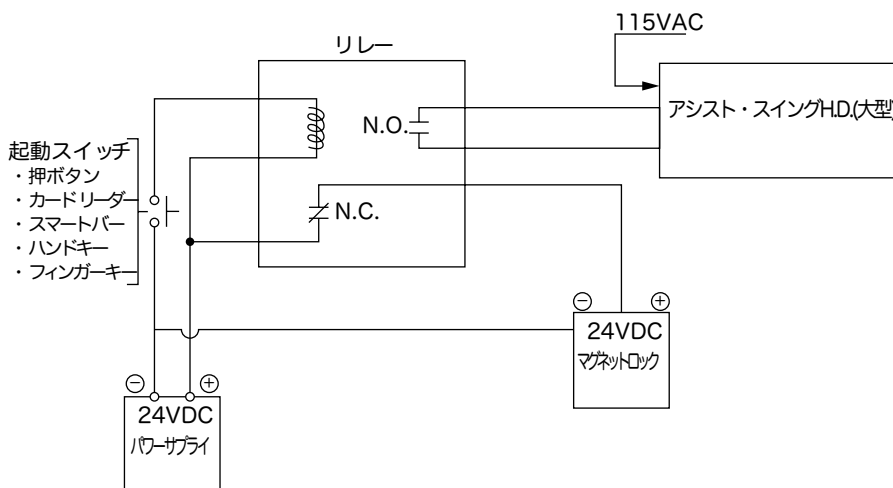 115VAC
リレー
アシスト・スイングH.D.(大型)
N.O.
起動スイッチ
・押ボタン
・カードリーダ
・スマートバー
・ハンドキー
・フィンガーキー
N.C.
⊖ ⊕
24VDC
マグネットロック
⊖ ⊕
24VDC
パワーサプライ